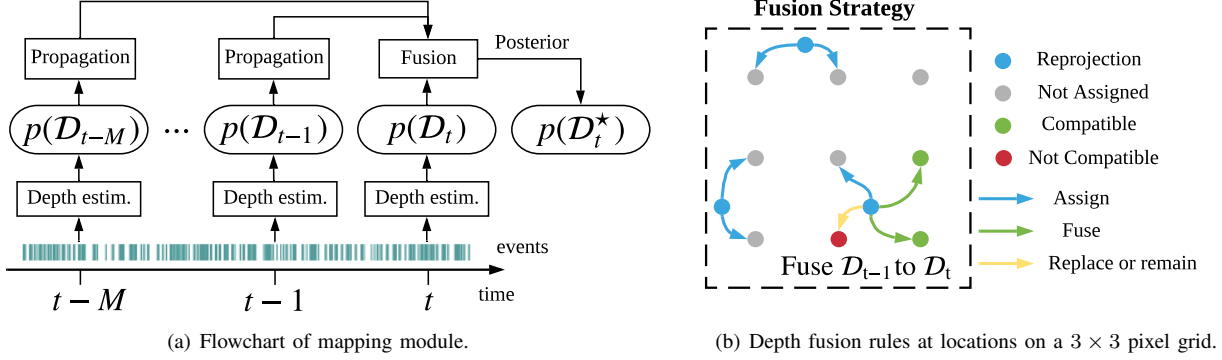 Propagation
Propagation
Fusion
Posterior
p(𝒟ₜ₋M)
...
p(𝒟ₜ₋₁)
p(𝒟ₜ)
p(𝒟ₜ★)
Depth estim.
Depth estim.
Depth estim.
events
t − M
t − 1
t
time
(a) Flowchart of mapping module.
Fusion Strategy
Reprojection
Not Assigned
Compatible
Not Compatible
Assign
Fuse
Replace or remain
Fuse 𝒟ₜ₋₁ to 𝒟ₜ
(b) Depth fusion rules at locations on a 3 × 3 pixel grid.